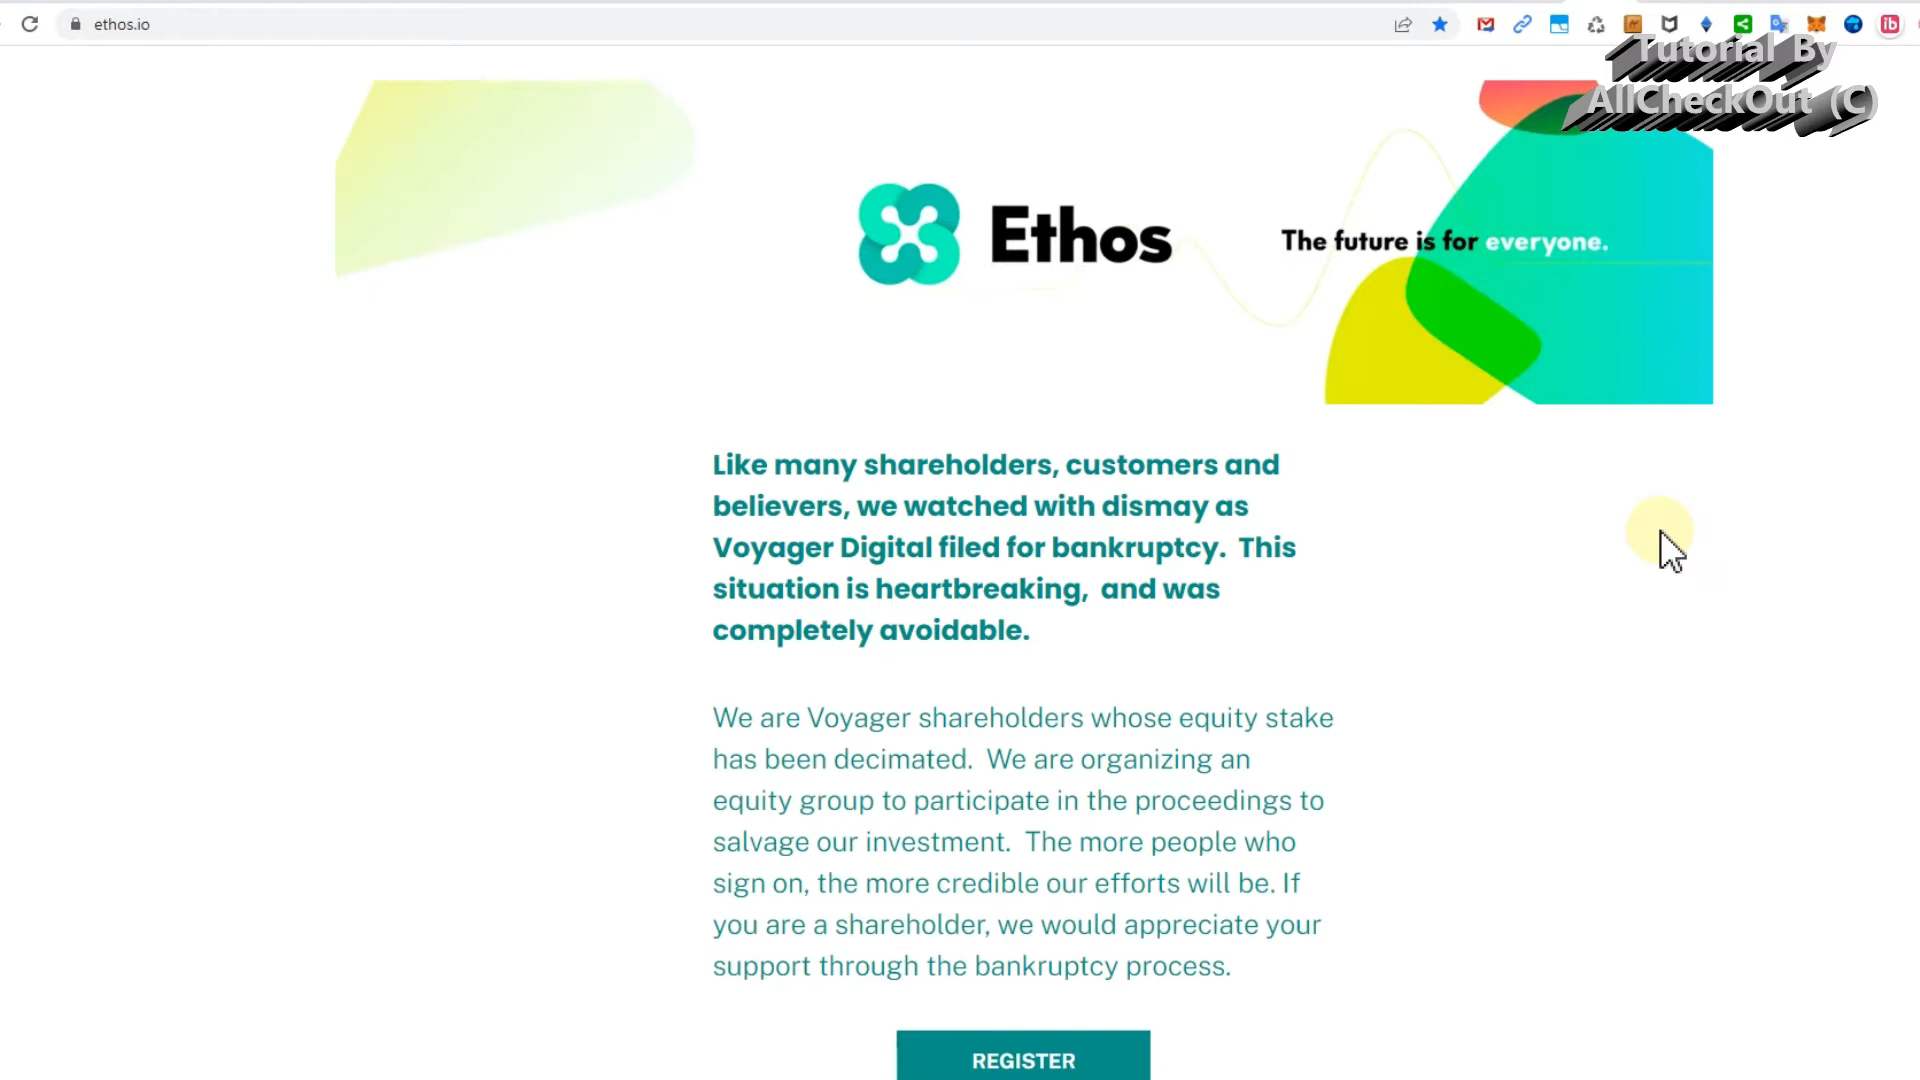 ethos.io
Tutorial By
AllCheckOut (C)
Ethos
The future is for everyone.
Like many shareholders, customers and
believers, we watched with dismay as
Voyager Digital filed for bankruptcy. This
situation is heartbreaking, and was
completely avoidable.
We are Voyager shareholders whose equity stake
has been decimated. We are organizing an
equity group to participate in the proceedings to
salvage our investment. The more people who
sign on, the more credible our efforts will be. If
you are a shareholder, we would appreciate your
support through the bankruptcy process.
REGISTER